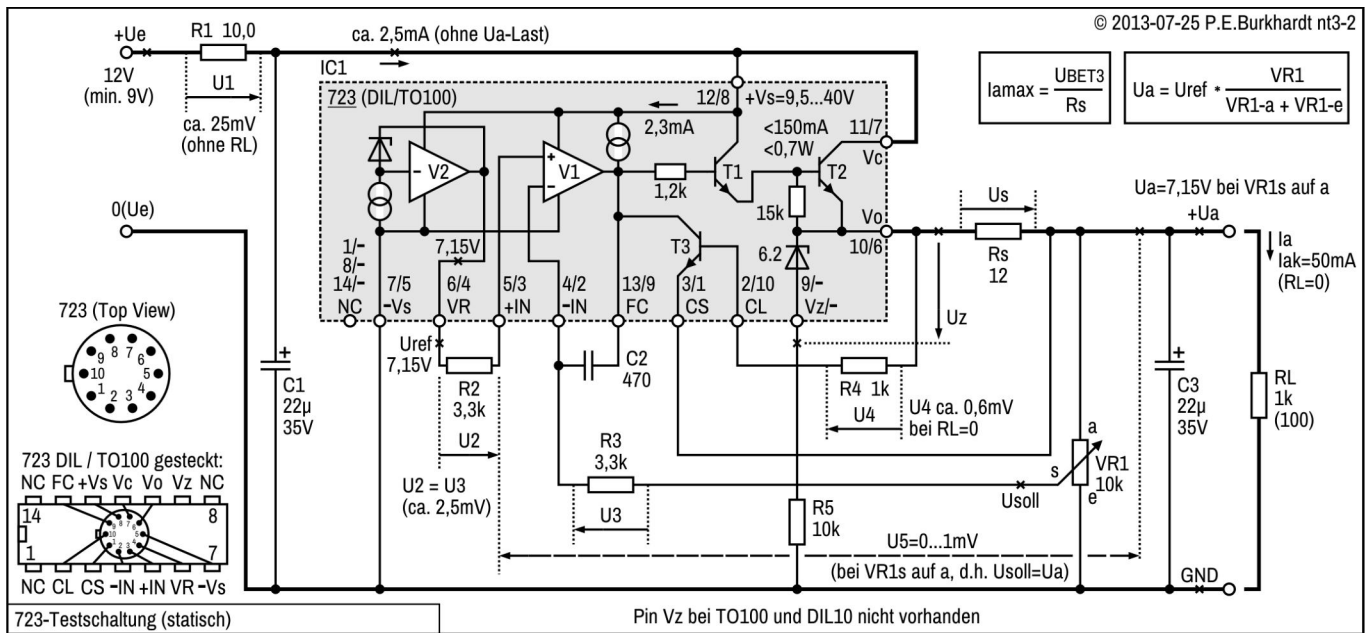 © 2013-07-25 P.E.Burkhardt nt3-2
+Ue
12V
(min. 9V)
R1 10,0
U1
ca. 25mV
(ohne RL)
ca. 2,5mA (ohne Ua-Last)
IC1
723 (DIL/TO100)
12/8
+Vs=9,5...40V
2,3mA
<150mA
<0,7W
11/7
Vc
Iamax = UBET3 / Rs
Ua = Uref * VR1 / VR1-a + VR1-e
V2
V1
+
−
−
1,2k
T1
T2
15k
Vo
10/6
T3
6.2
7,15V
0(Ue)
1/-
8/-
14/-
NC
7/5
-Vs
6/4
VR
5/3
+IN
4/2
-IN
13/9
FC
3/1
CS
2/10
CL
9/-
Vz/-
Us
Rs
12
Ua=7,15V bei VR1s auf a
+Ua
Ia
Iak=50mA
(RL=0)
Uz
723 (Top View)
1
2
3
4
5
6
7
8
9
10
+
C1
22µ
35V
Uref
7,15V
R2
3,3k
U2
U2 = U3
(ca. 2,5mV)
C2
470
R3
3,3k
U3
R4 1k
U4
U4 ca. 0,6mV
bei RL=0
R5
10k
Usoll
a
s
e
VR1
10k
+
C3
22µ
35V
RL
1k
(100)
U5=0...1mV
(bei VR1s auf a, d.h. Usoll=Ua)
GND
723 DIL / TO100 gesteckt:
NC FC +Vs Vc Vo Vz NC
14 8
1 7
NC CL CS -IN +IN VR -Vs
723-Testschaltung (statisch)
Pin Vz bei TO100 und DIL10 nicht vorhanden